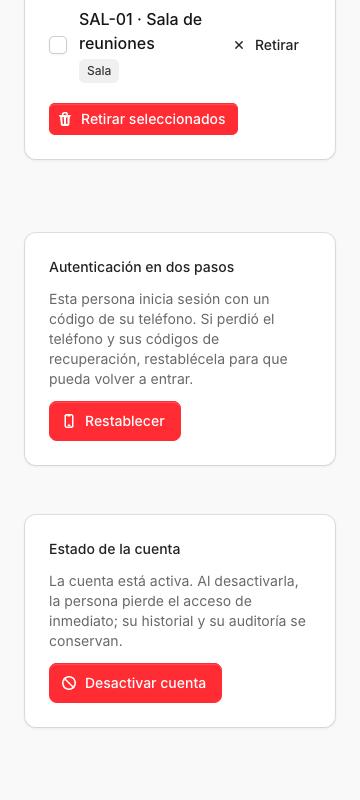 SAL-01 · Sala de
reuniones
Retirar
Sala
Retirar seleccionados
Autenticación en dos pasos
Esta persona inicia sesión con un
código de su teléfono. Si perdió el
teléfono y sus códigos de
recuperación, restablécela para que
pueda volver a entrar.
Restablecer
Estado de la cuenta
La cuenta está activa. Al desactivarla,
la persona pierde el acceso de
inmediato; su historial y su auditoría se
conservan.
Desactivar cuenta